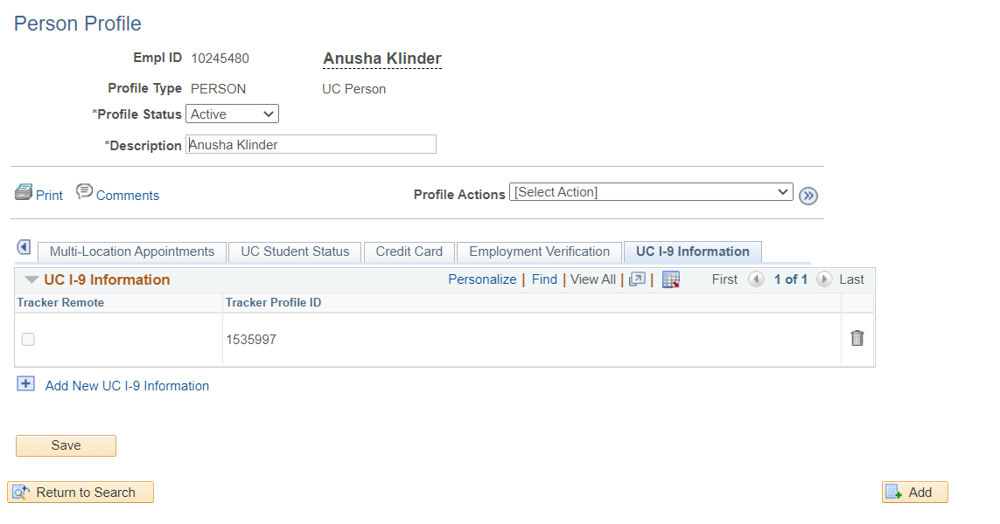 Person Profile
Empl ID 10245480 Anusha Klinder
Profile Type PERSON UC Person
*Profile Status Active
*Description Anusha Klinder
Print Comments Profile Actions [Select Action]
Multi-Location Appointments UC Student Status Credit Card Employment Verification UC I-9 Information
UC I-9 Information Personalize | Find | View All | | First 1 of 1 Last
Tracker Remote Tracker Profile ID
1535997
Add New UC I-9 Information
Save
Return to Search Add